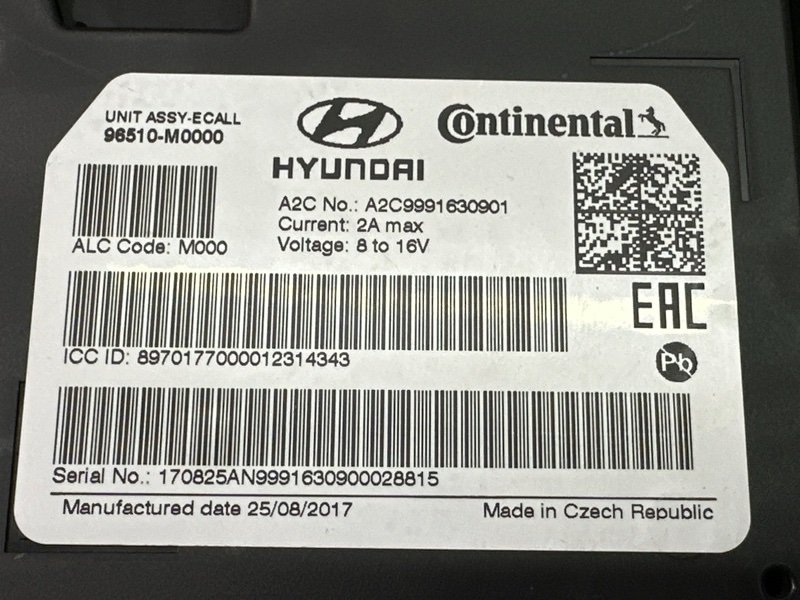 UNIT ASSY-ECALL
96510-M0000
HYUNDAI
Continental
A2C No.: A2C9991630901
Current: 2A max
Voltage: 8 to 16V
ALC Code: M000
EAC
ICC ID: 8970177000012314343
Pb
Serial No.: 170825AN9991630900028815
Manufactured date 25/08/2017
Made in Czech Republic